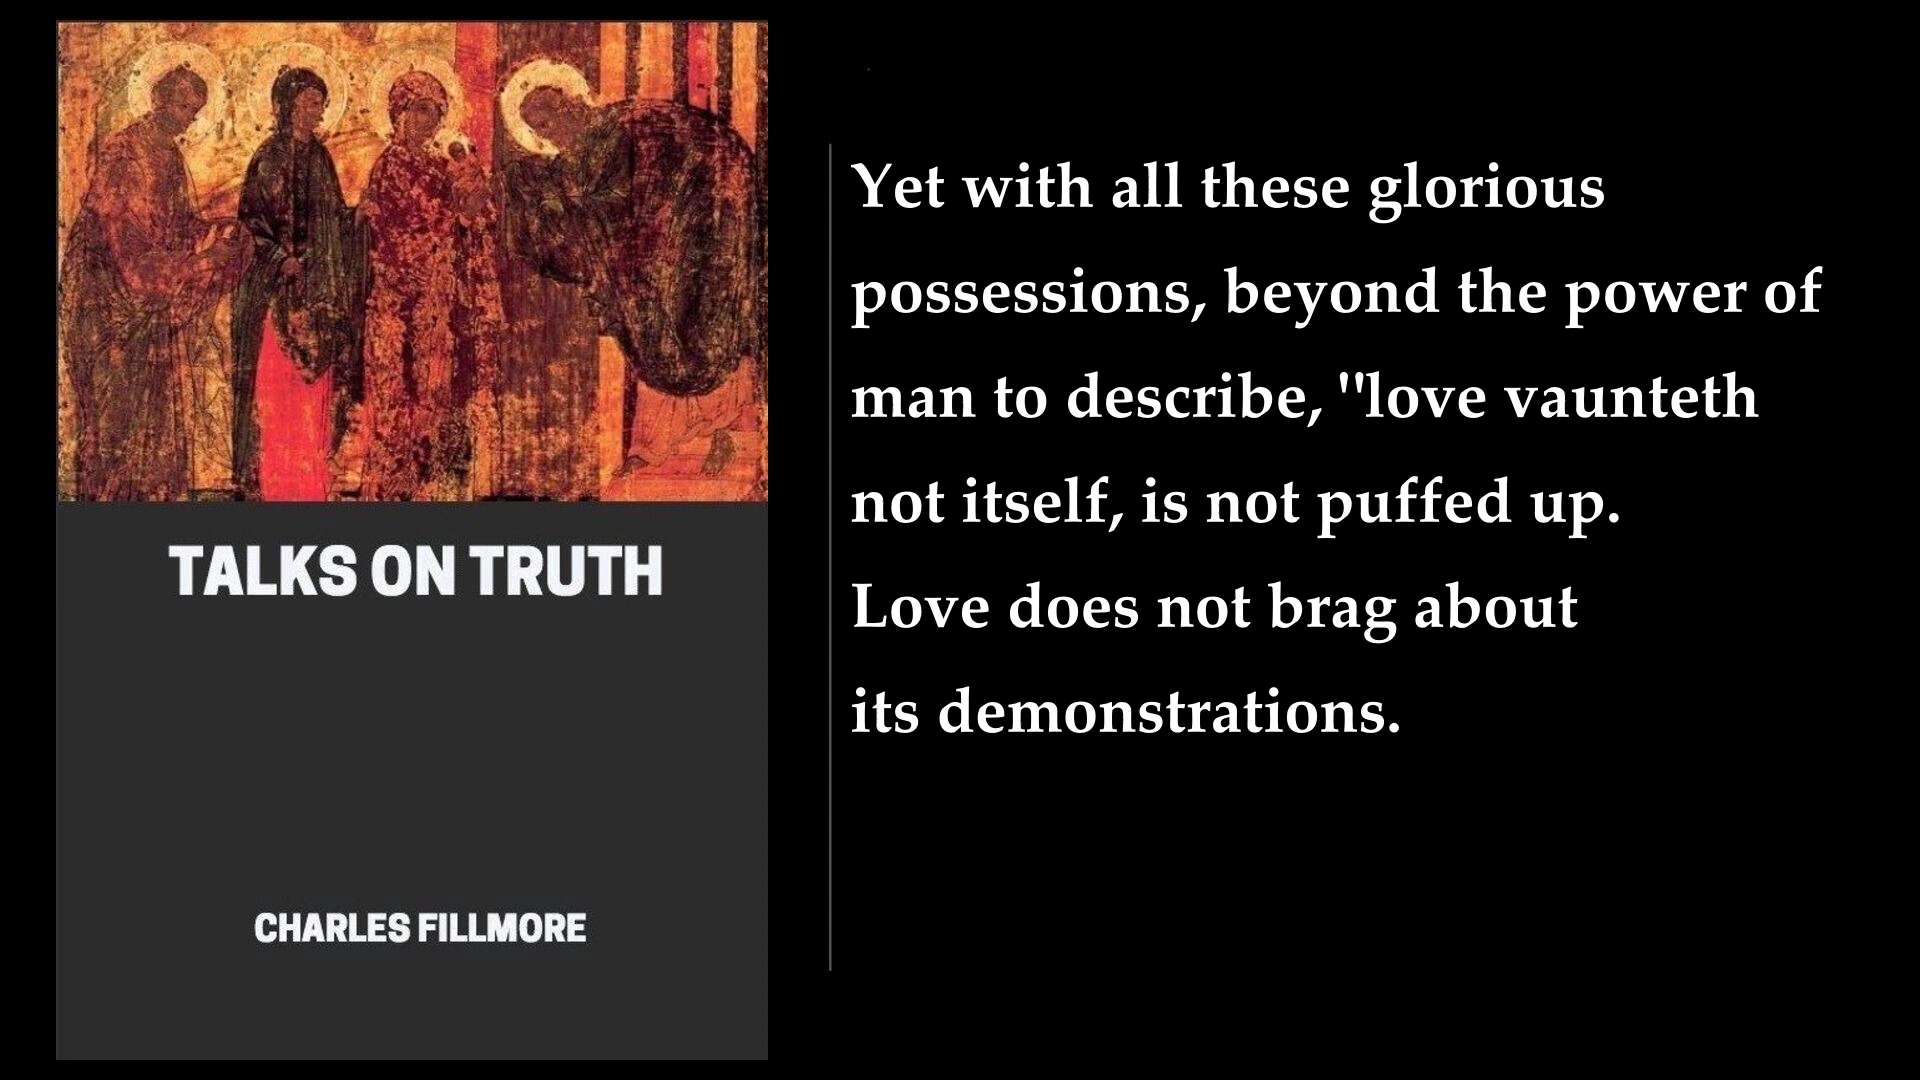 TALKS ON TRUTH
CHARLES FILLMORE
Yet with all these glorious
possessions, beyond the power of
man to describe, "love vaunteth
not itself, is not puffed up.
Love does not brag about
its demonstrations.